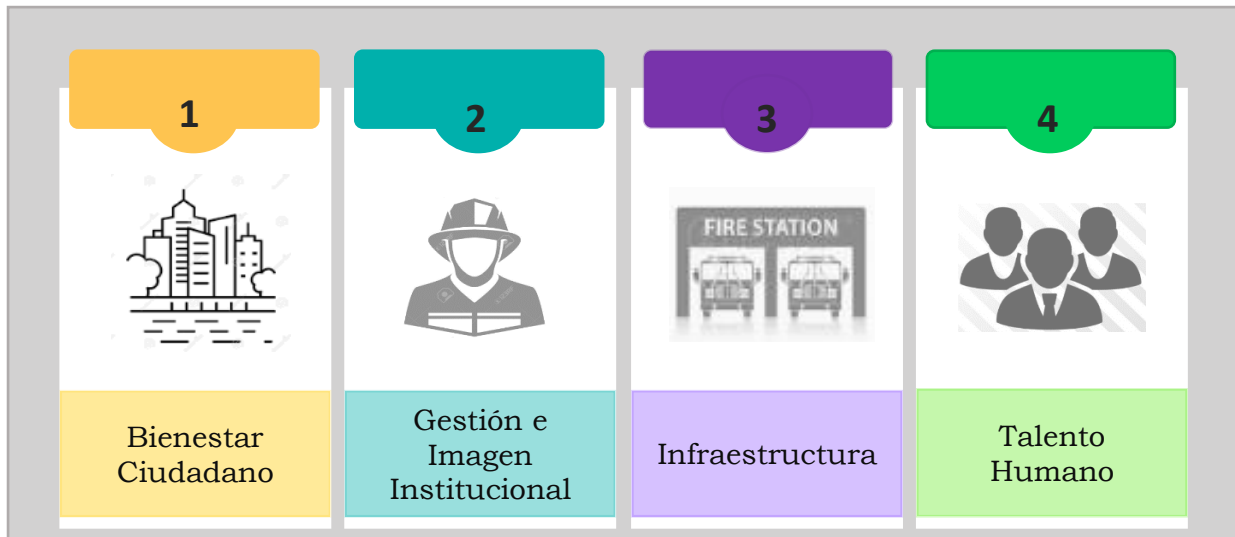 1
2
3
4
FIRE STATION
Bienestar
Ciudadano
Gestión e
Imagen
Institucional
Infraestructura
Talento
Humano